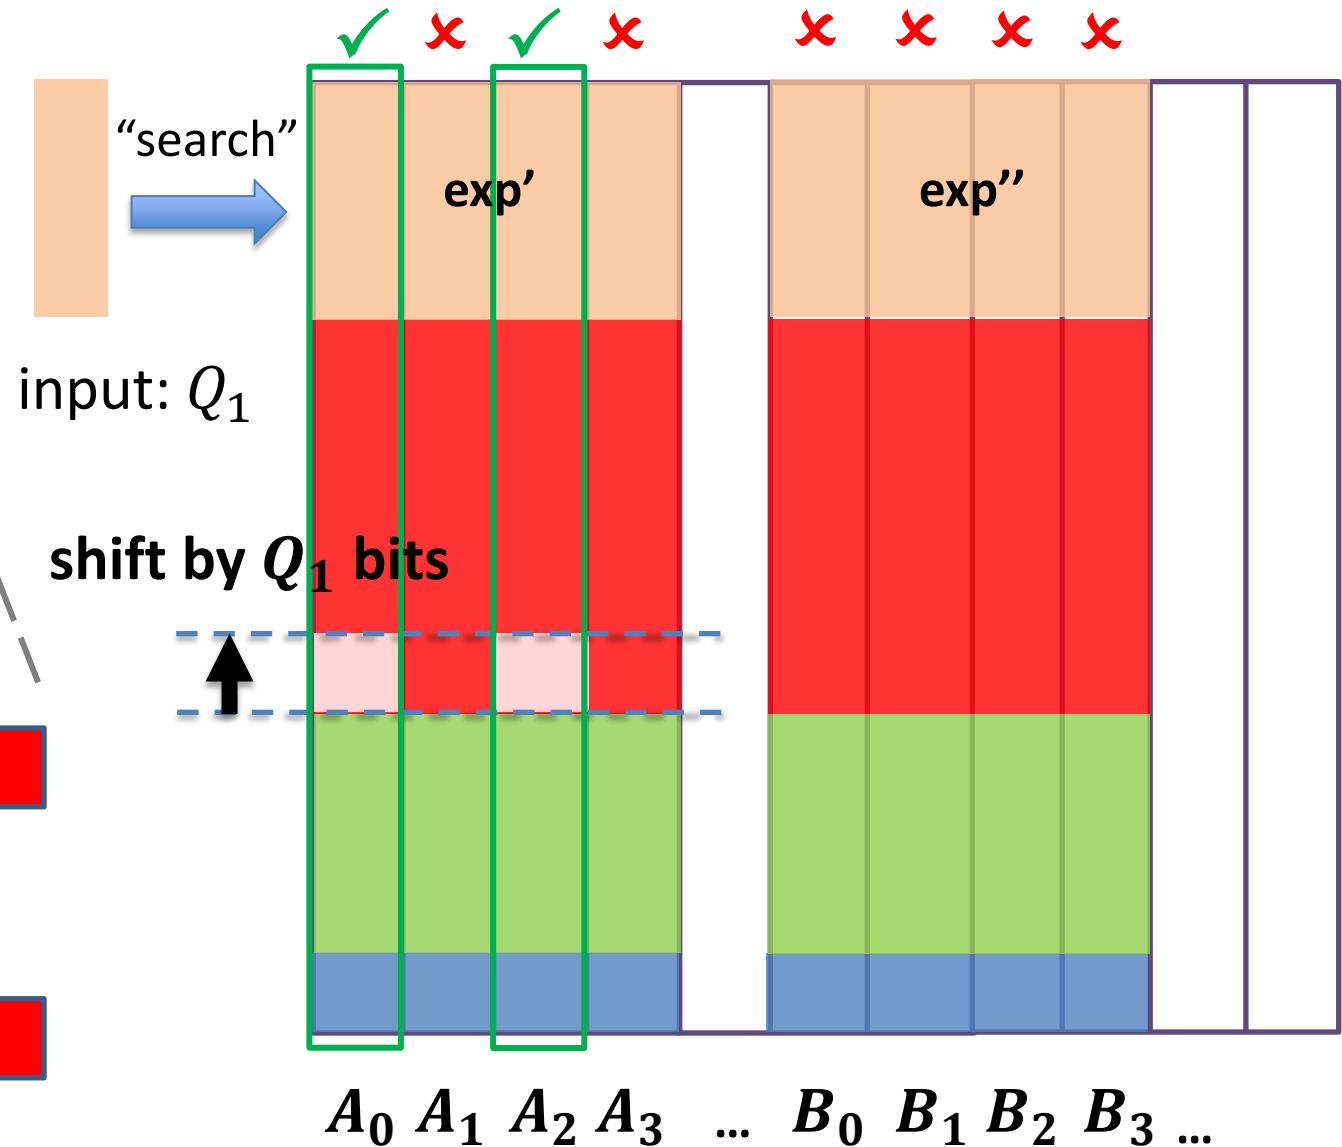 “search”
exp’ exp’’
input: Q₁
shift by Q₁ bits
A₀ A₁ A₂ A₃ ... B₀ B₁ B₂ B₃ ...